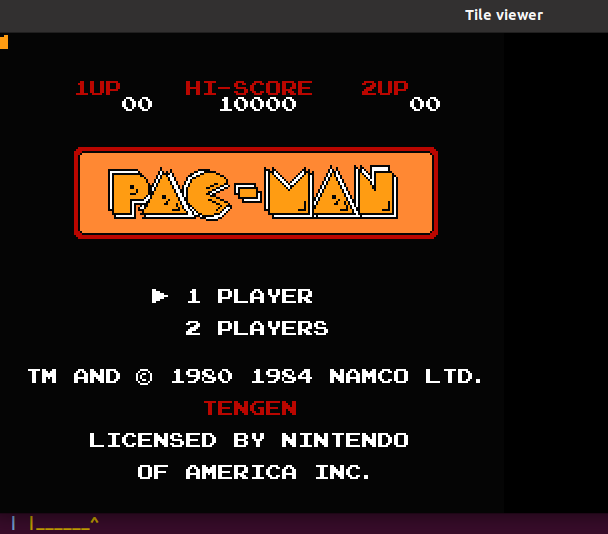 Tile viewer
1UP HI-SCORE 2UP
00 10000 00
PAC-MAN
1 PLAYER
2 PLAYERS
TM AND © 1980 1984 NAMCO LTD.
TENGEN
LICENSED BY NINTENDO
OF AMERICA INC.
| |______^